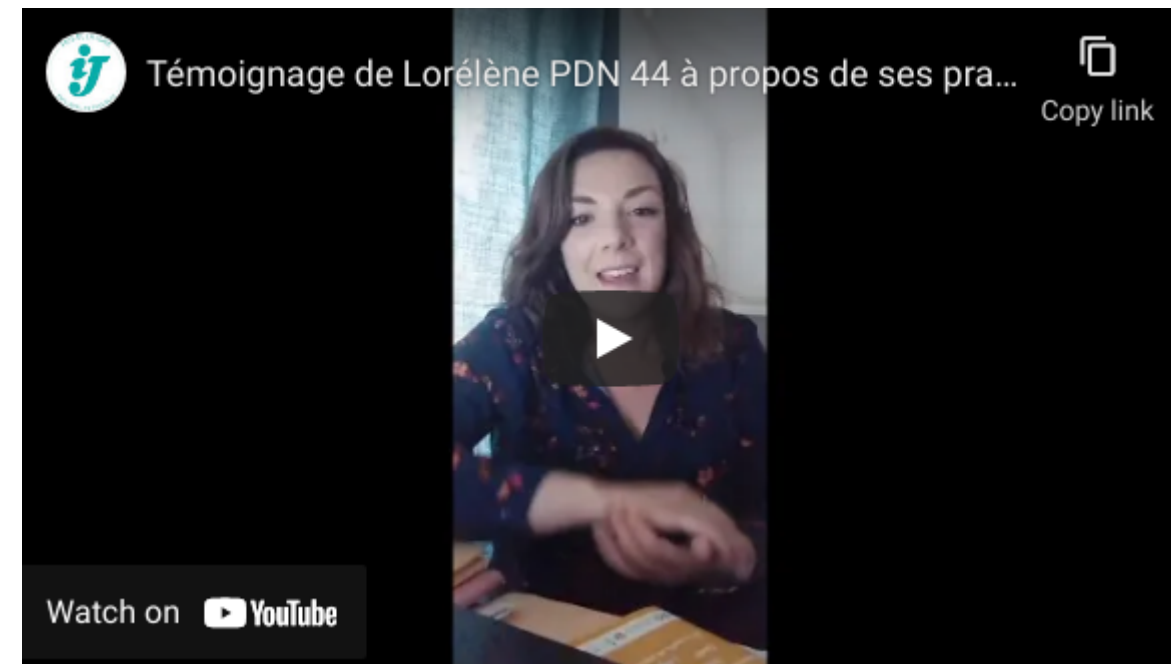 iJ
Témoignage de Lorélène PDN 44 à propos de ses pra…
Copy link
Watch on YouTube